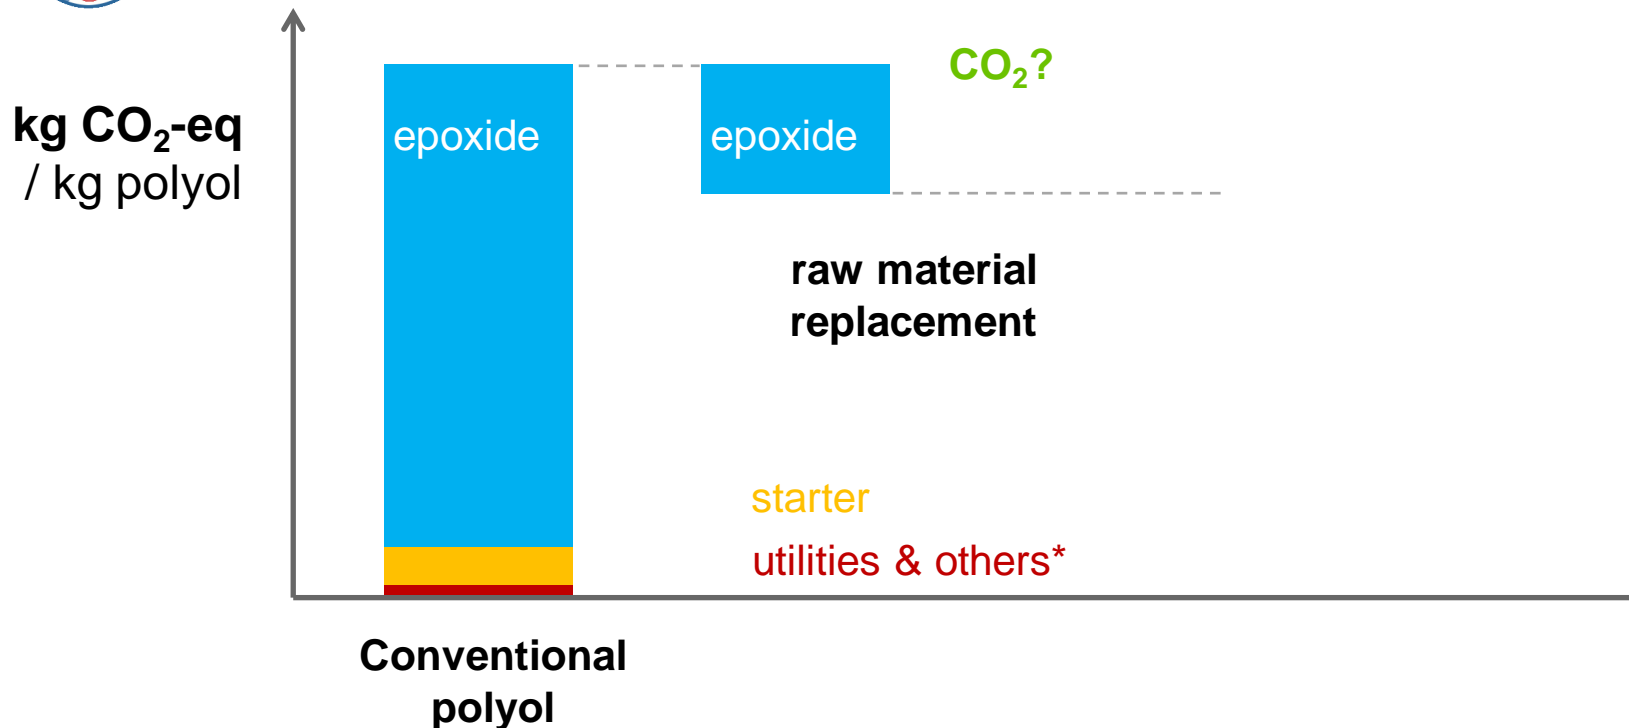 kg CO₂-eq
/ kg polyol
epoxide
epoxide
CO₂?
raw material
replacement
starter
utilities & others*
Conventional
polyol